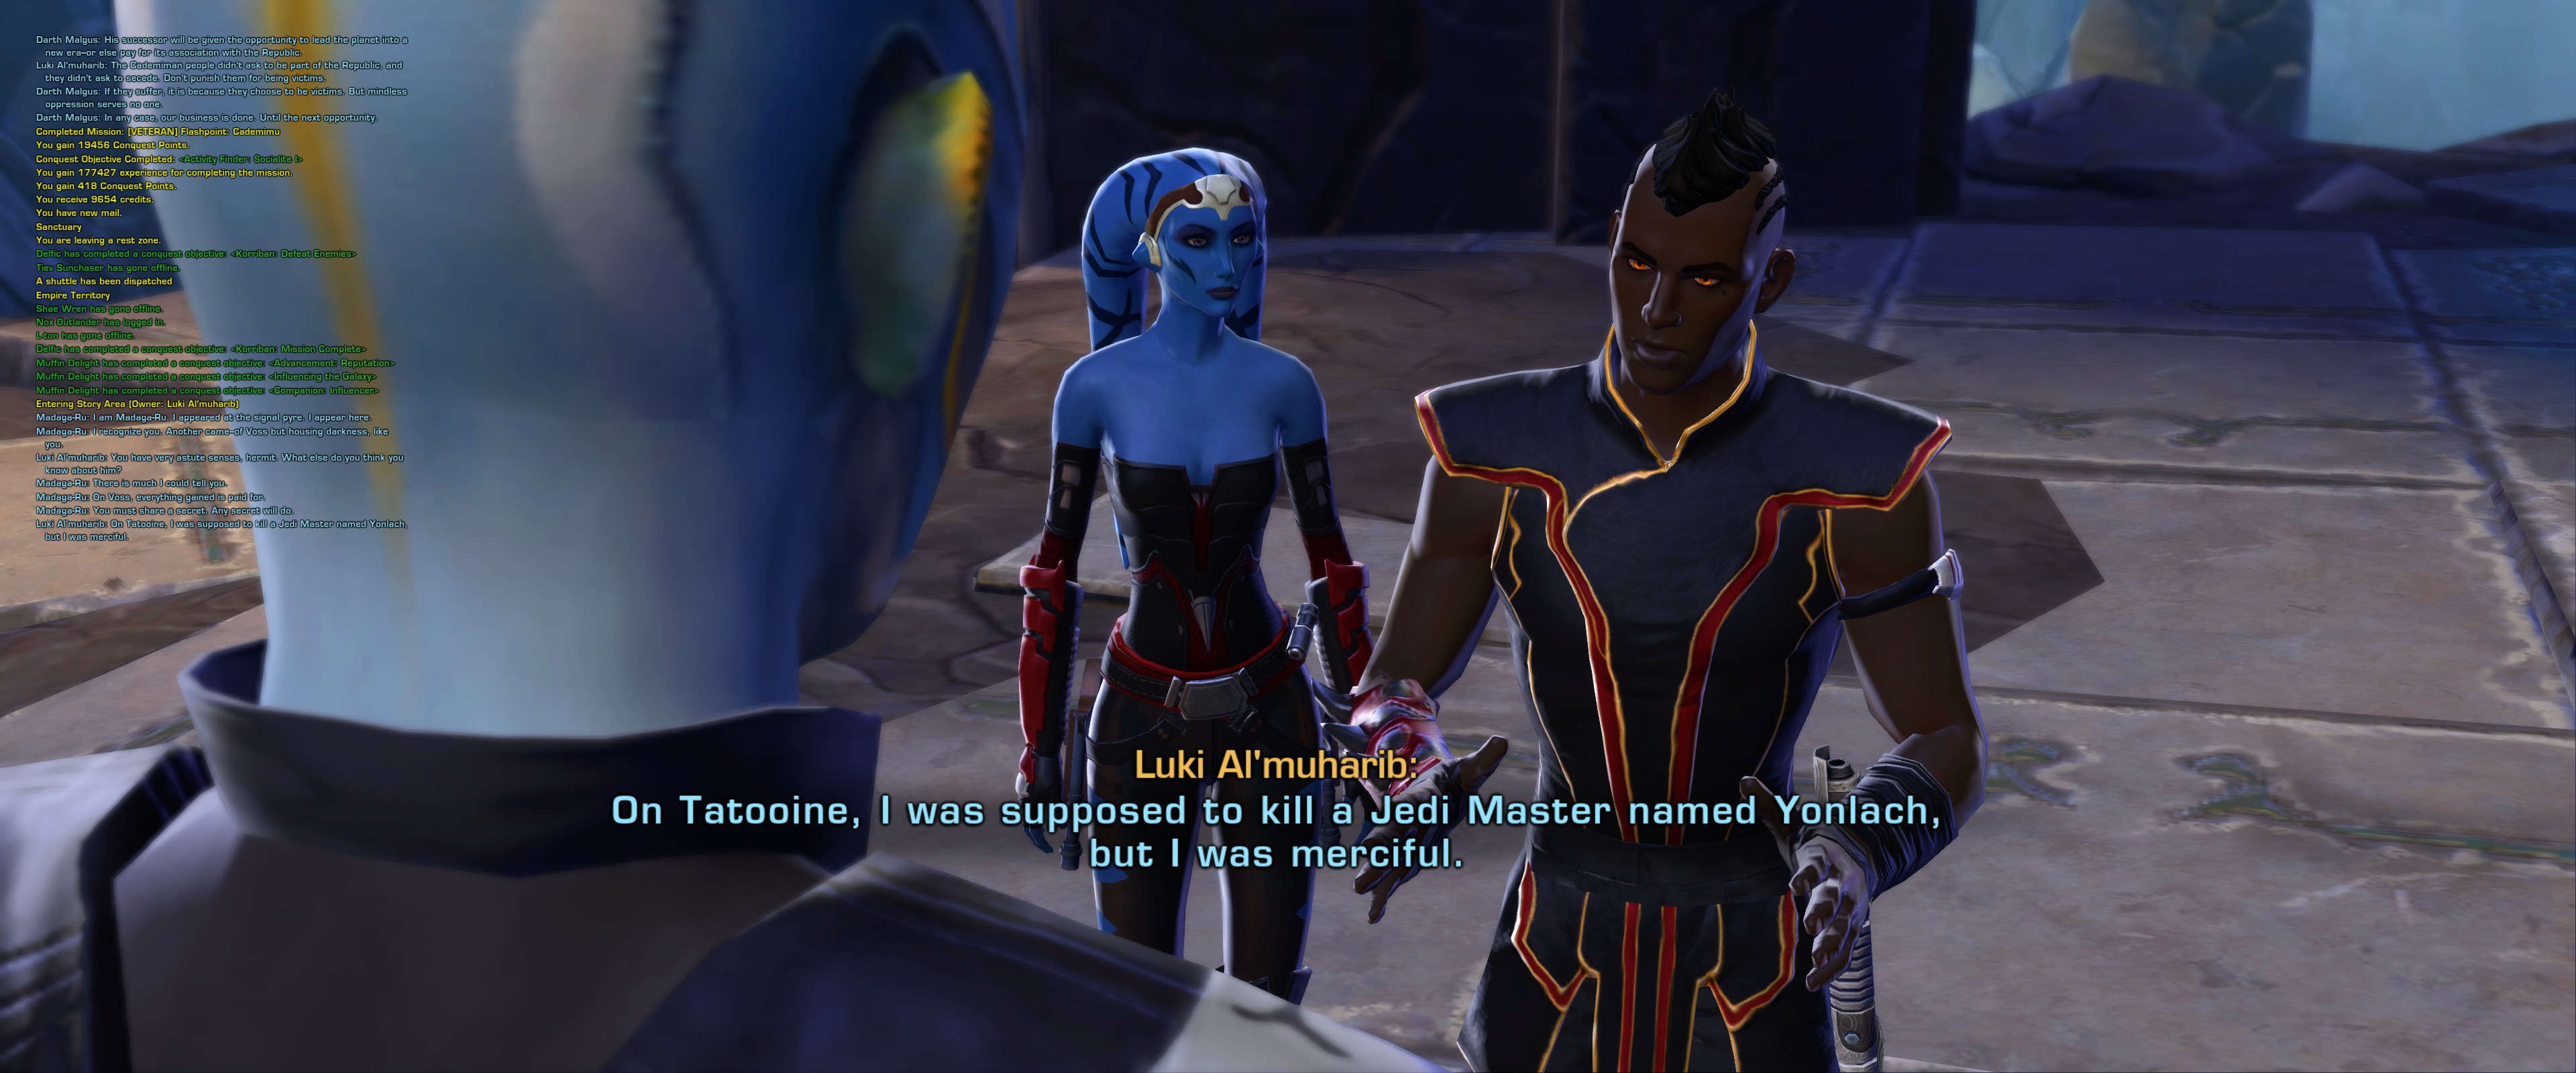 Darth Malgus: His successor will be given the opportunity to lead the planet into a
new era—or else pay for its association with the Republic.
Luki Al'muharib: The Cademiman people didn't ask to be part of the Republic, and
they didn't ask to secede. Don't punish them for being victims.
Darth Malgus: If they suffer, it is because they choose to be victims. But mindless
oppression serves no one.
Darth Malgus: In any case, our business is done. Until the next opportunity.
Completed Mission: [VETERAN] Flashpoint: Cademimu
You gain 19456 Conquest Points.
Conquest Objective Completed: <Activity Finder: Socialite I>
You gain 177427 experience for completing the mission.
You gain 418 Conquest Points.
You receive 9654 credits.
You have new mail.
Sanctuary
You are leaving a rest zone.
Delfic has completed a conquest objective: <Korriban: Defeat Enemies>
Tiev Sunchaser has gone offline.
A shuttle has been dispatched
Empire Territory
Shae Wren has gone offline.
Nox Outlander has logged in.
L-ton has gone offline.
Delfic has completed a conquest objective: <Korriban: Mission Complete>
Muffin Delight has completed a conquest objective: <Advancement: Reputation>
Muffin Delight has completed a conquest objective: <Influencing the Galaxy>
Muffin Delight has completed a conquest objective: <Companion: Influencer>
Entering Story Area (Owner: Luki Al'muharib)
Madaga-Ru: I am Madaga-Ru. I appeared at the signal pyre. I appear here.
Madaga-Ru: I recognize you. Another came—of Voss but housing darkness, like
you.
Luki Al'muharib: You have very astute senses, hermit. What else do you think you
know about him?
Madaga-Ru: There is much I could tell you.
Madaga-Ru: On Voss, everything gained is paid for.
Madaga-Ru: You must share a secret. Any secret will do.
Luki Al'muharib: On Tatooine, I was supposed to kill a Jedi Master named Yonlach,
but I was merciful.
Luki Al'muharib:
On Tatooine, I was supposed to kill a Jedi Master named Yonlach,
but I was merciful.